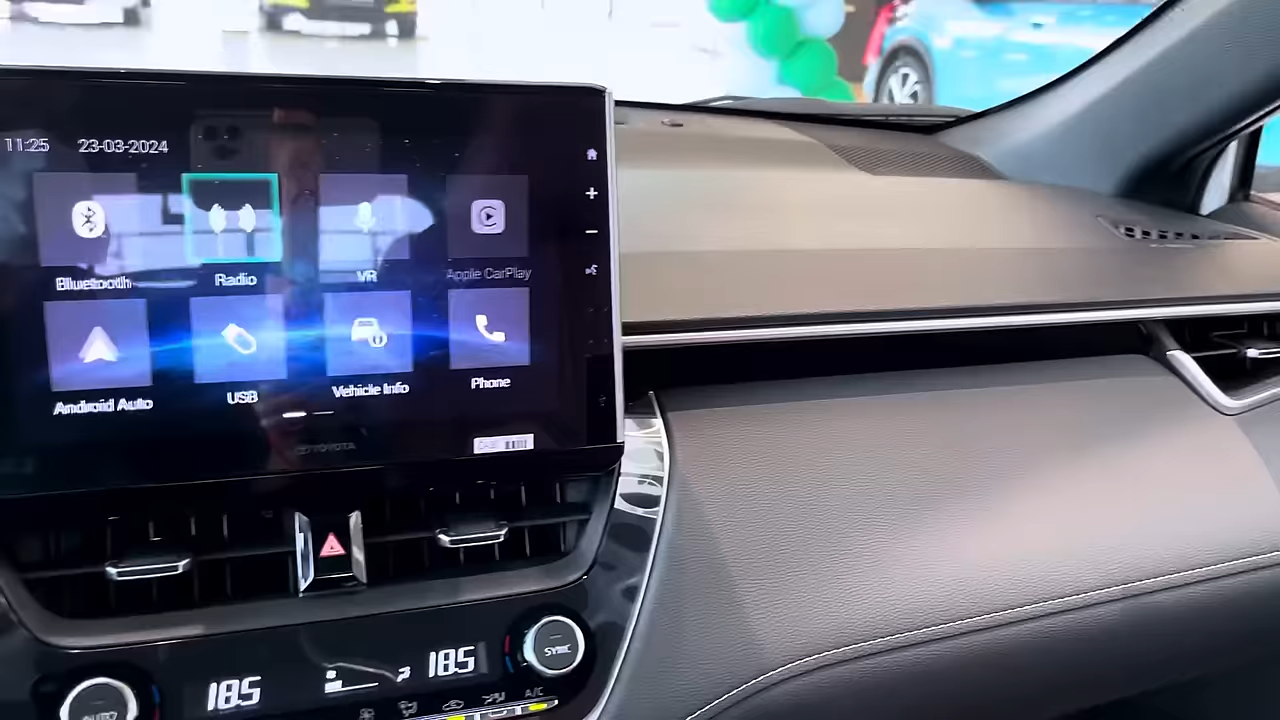 11:25 23-03-2024
Bluetooth Radio VR Apple CarPlay
Android Auto USB Vehicle Info Phone
TOYOTA
18.5 18.5 SYNC
AUTO A/C